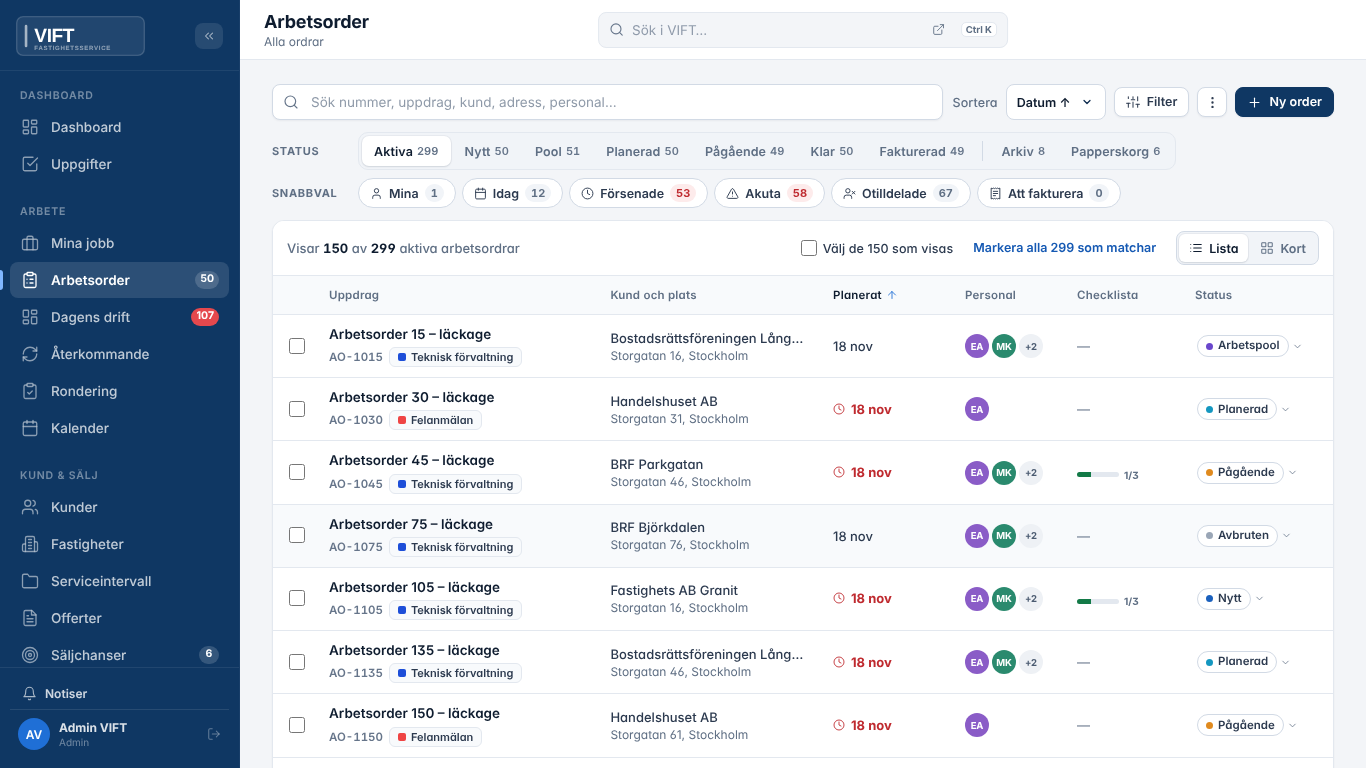 VIFT
FASTIGHETSSERVICE
DASHBOARD
Dashboard
Uppgifter
ARBETE
Mina jobb
Arbetsorder 50
Dagens drift 107
Återkommande
Rondering
Kalender
KUND & SÄLJ
Kunder
Fastigheter
Serviceintervall
Offerter
Säljchanser 6
Notiser
AV Admin VIFT
Admin
Arbetsorder
Alla ordrar
Sök i VIFT... Ctrl K
Sök nummer, uppdrag, kund, adress, personal...
Sortera Datum ↑ Filter + Ny order
STATUS Aktiva 299 Nytt 50 Pool 51 Planerad 50 Pågående 49 Klar 50 Fakturerad 49 Arkiv 8 Papperskorg 6
SNABBVAL Mina 1 Idag 12 Försenade 53 Akuta 58 Otilldelade 67 Att fakturera 0
Visar 150 av 299 aktiva arbetsordrar Välj de 150 som visas Markera alla 299 som matchar Lista Kort
Uppdrag Kund och plats Planerat ↑ Personal Checklista Status
Arbetsorder 15 – läckage
AO-1015 Teknisk förvaltning
Bostadsrättsföreningen Lång...
Storgatan 16, Stockholm
18 nov EA MK +2 — Arbetspool
Arbetsorder 30 – läckage
AO-1030 Felanmälan
Handelshuset AB
Storgatan 31, Stockholm
18 nov EA — Planerad
Arbetsorder 45 – läckage
AO-1045 Teknisk förvaltning
BRF Parkgatan
Storgatan 46, Stockholm
18 nov EA MK +2 1/3 Pågående
Arbetsorder 75 – läckage
AO-1075 Teknisk förvaltning
BRF Björkdalen
Storgatan 76, Stockholm
18 nov EA MK +2 — Avbruten
Arbetsorder 105 – läckage
AO-1105 Teknisk förvaltning
Fastighets AB Granit
Storgatan 16, Stockholm
18 nov EA MK +2 1/3 Nytt
Arbetsorder 135 – läckage
AO-1135 Teknisk förvaltning
Bostadsrättsföreningen Lång...
Storgatan 46, Stockholm
18 nov EA MK +2 — Planerad
Arbetsorder 150 – läckage
AO-1150 Felanmälan
Handelshuset AB
Storgatan 61, Stockholm
18 nov EA — Pågående